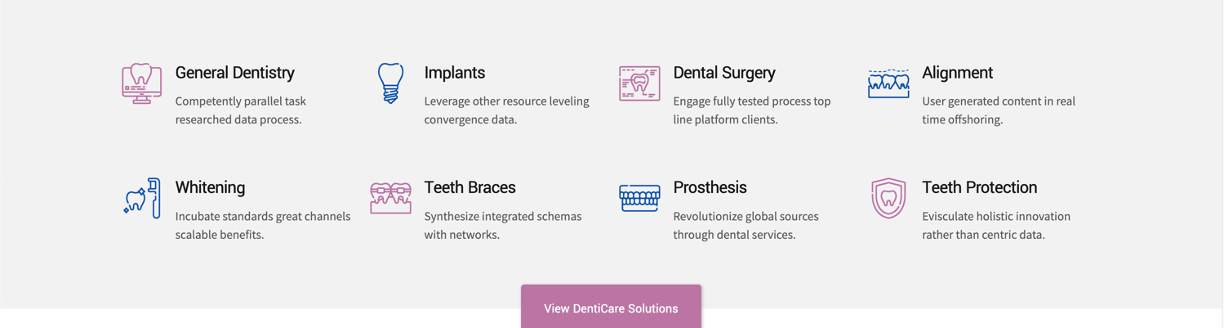 General Dentistry
Competently parallel task
researched data process.
Implants
Leverage other resource leveling
convergence data.
Dental Surgery
Engage fully tested process top
line platform clients.
Alignment
User generated content in real
time offshoring.
Whitening
Incubate standards great channels
scalable benefits.
Teeth Braces
Synthesize integrated schemas
with networks.
Prosthesis
Revolutionize global sources
through dental services.
Teeth Protection
Evisculate holistic innovation
rather than centric data.
View DentiCare Solutions